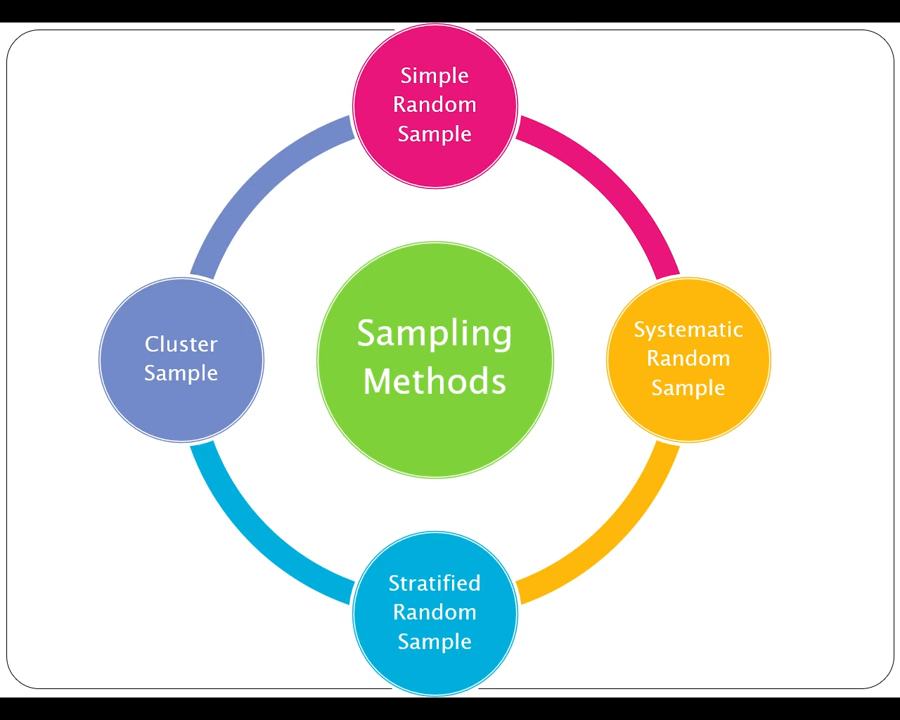 Simple
Random
Sample
Sampling
Methods
Systematic
Random
Sample
Cluster
Sample
Stratified
Random
Sample